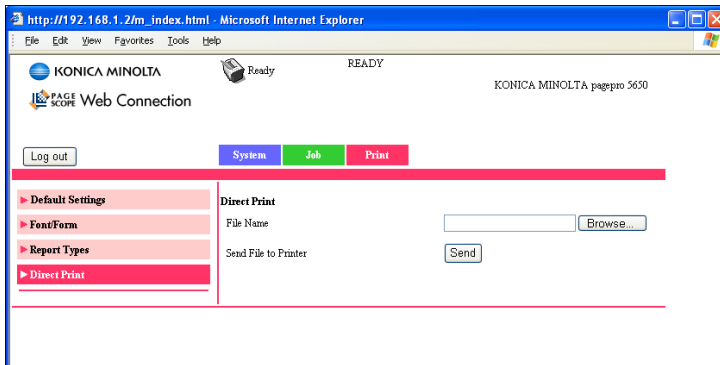 http://192.168.1.2/m_index.html - Microsoft Internet Explorer
File Edit View Favorites Tools Help
KONICA MINOLTA
Ready
READY
KONICA MINOLTA pagepro 5650
PAGE SCOPE Web Connection
Log out
System Job Print
Default Settings
Font/Form
Report Types
Direct Print
Direct Print
File Name
Browse...
Send File to Printer
Send